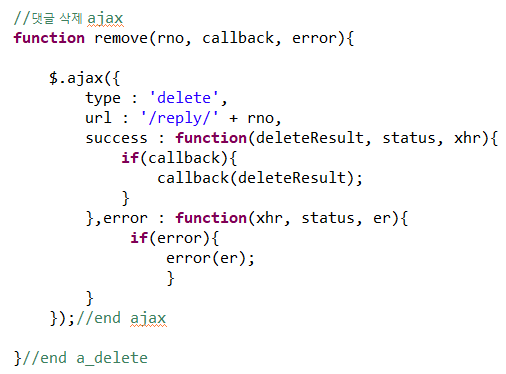 //댓글 삭제 ajax
function remove(rno, callback, error){
$.ajax({
type : 'delete',
url : '/reply/' + rno,
success : function(deleteResult, status, xhr){
if(callback){
callback(deleteResult);
}
},error : function(xhr, status, er){
if(error){
error(er);
}
}
});//end ajax
}//end a_delete